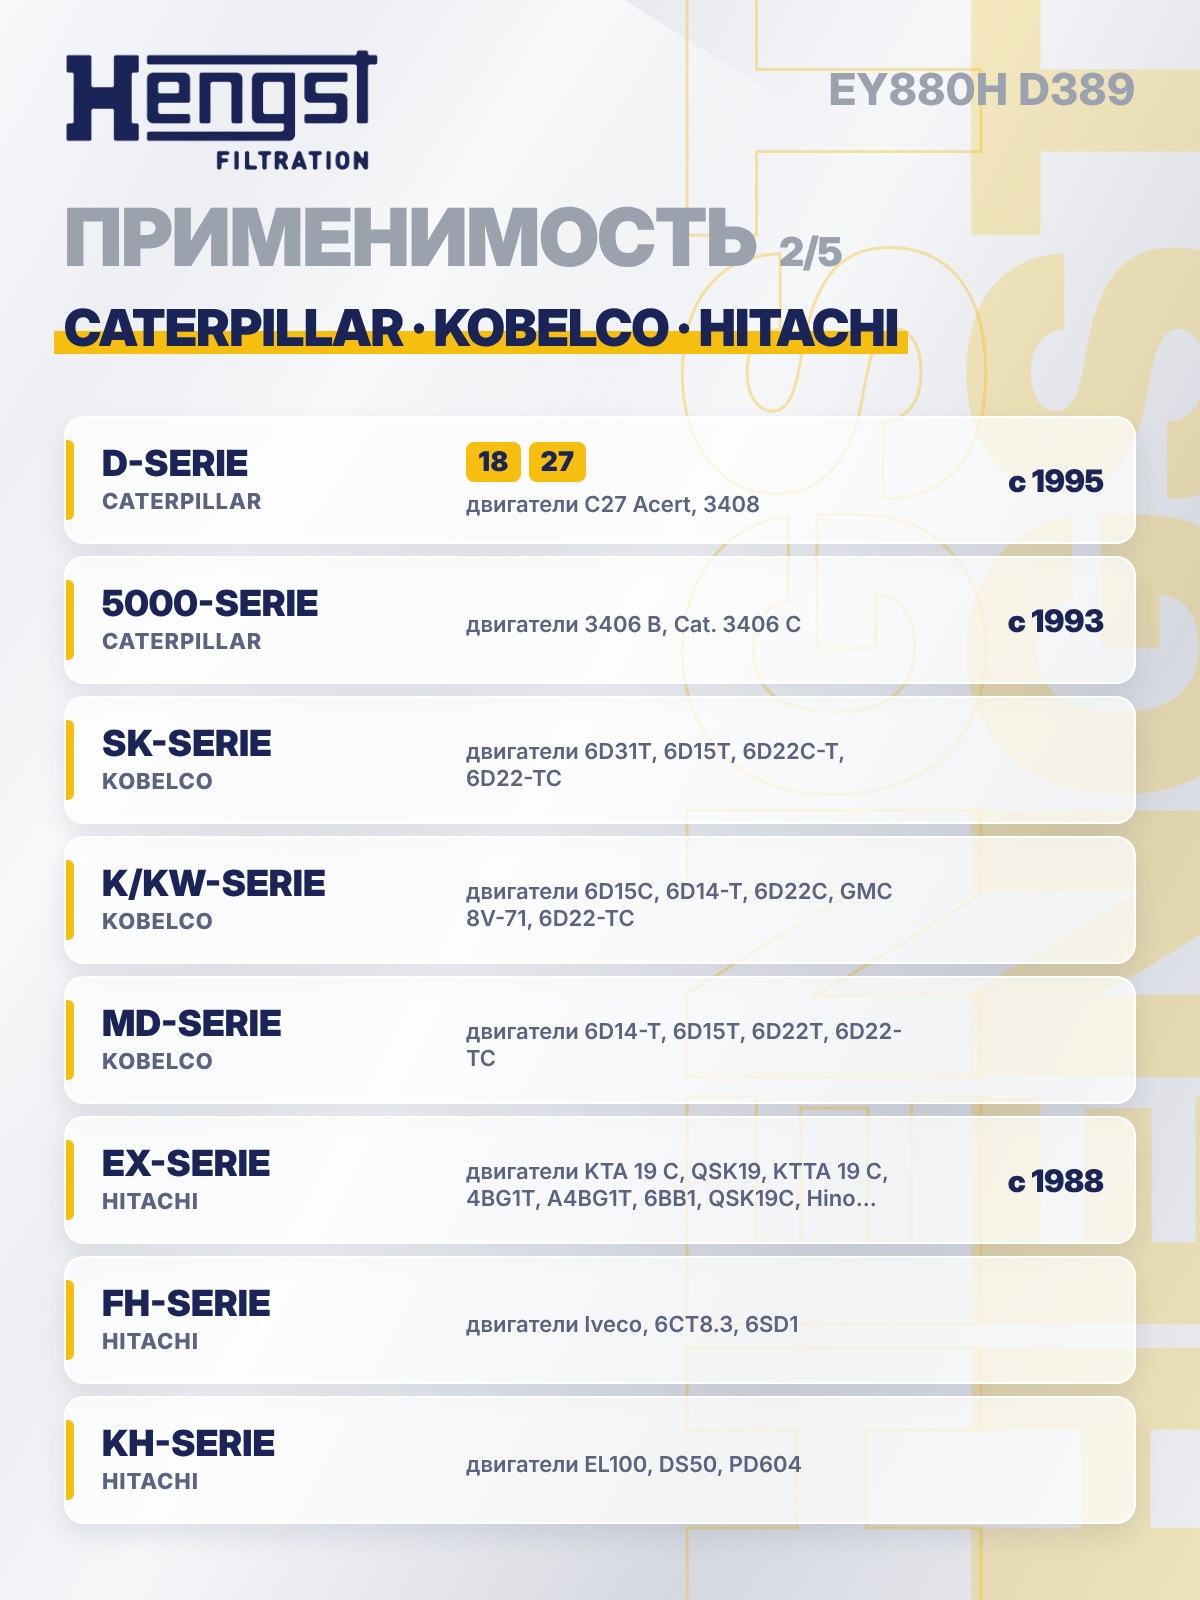 Hengst
FILTRATION
EY880H D389
ПРИМЕНИМОСТЬ 2/5
CATERPILLAR · KOBELCO · HITACHI
D-SERIE
CATERPILLAR
18 27
двигатели C27 Acert, 3408
с 1995
5000-SERIE
CATERPILLAR
двигатели 3406 B, Cat. 3406 C
с 1993
SK-SERIE
KOBELCO
двигатели 6D31T, 6D15T, 6D22C-T,
6D22-TC
K/KW-SERIE
KOBELCO
двигатели 6D15C, 6D14-T, 6D22C, GMC
8V-71, 6D22-TC
MD-SERIE
KOBELCO
двигатели 6D14-T, 6D15T, 6D22T, 6D22-
TC
EX-SERIE
HITACHI
двигатели KTA 19 C, QSK19, KTTA 19 C,
4BG1T, A4BG1T, 6BB1, QSK19C, Hino...
с 1988
FH-SERIE
HITACHI
двигатели Iveco, 6CT8.3, 6SD1
KH-SERIE
HITACHI
двигатели EL100, DS50, PD604
HENGST
HENGST